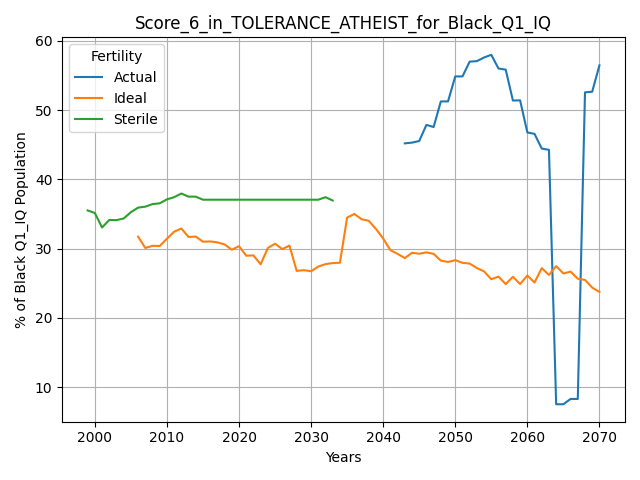 Score_6_in_TOLERANCE_ATHEIST_for_Black_Q1_IQ
Fertility
Actual
Ideal
Sterile
% of Black Q1_IQ Population
60
50
40
30
20
10
2000 2010 2020 2030 2040 2050 2060 2070
Years